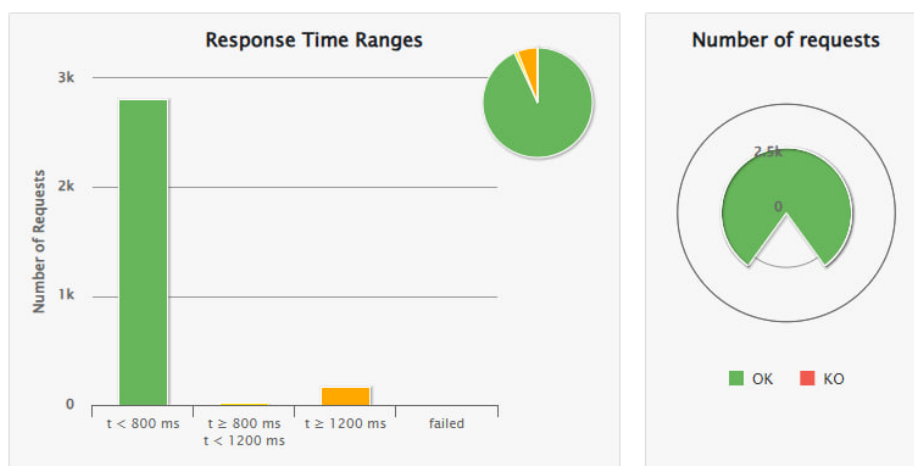 Response Time Ranges
Number of Requests
3k
2k
1k
0
t < 800 ms
t ≥ 800 ms
t < 1200 ms
t ≥ 1200 ms
failed
Number of requests
2.5k
0
OK
KO